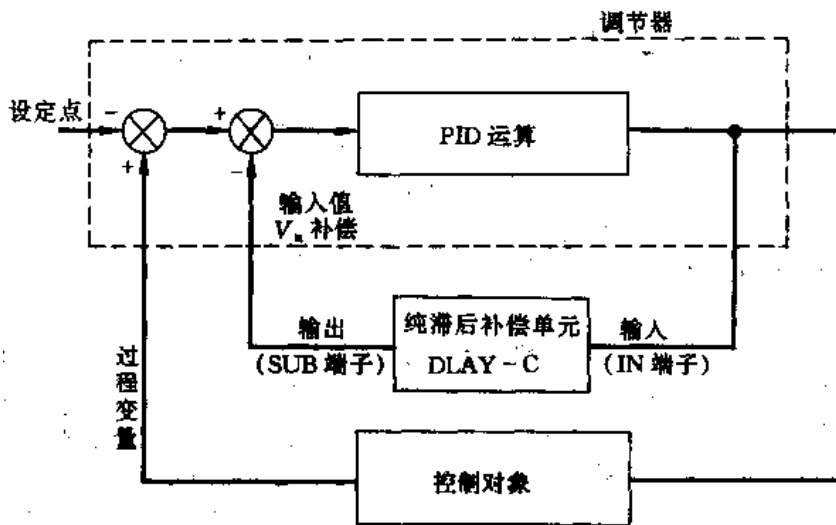 调节器
设定点
-
+
+
-
PID 运算
输入值
补偿
输出
(SUB 端子)
纯滞后补偿单元
DLAY-C
输入
(IN 端子)
过程变量
控制对象